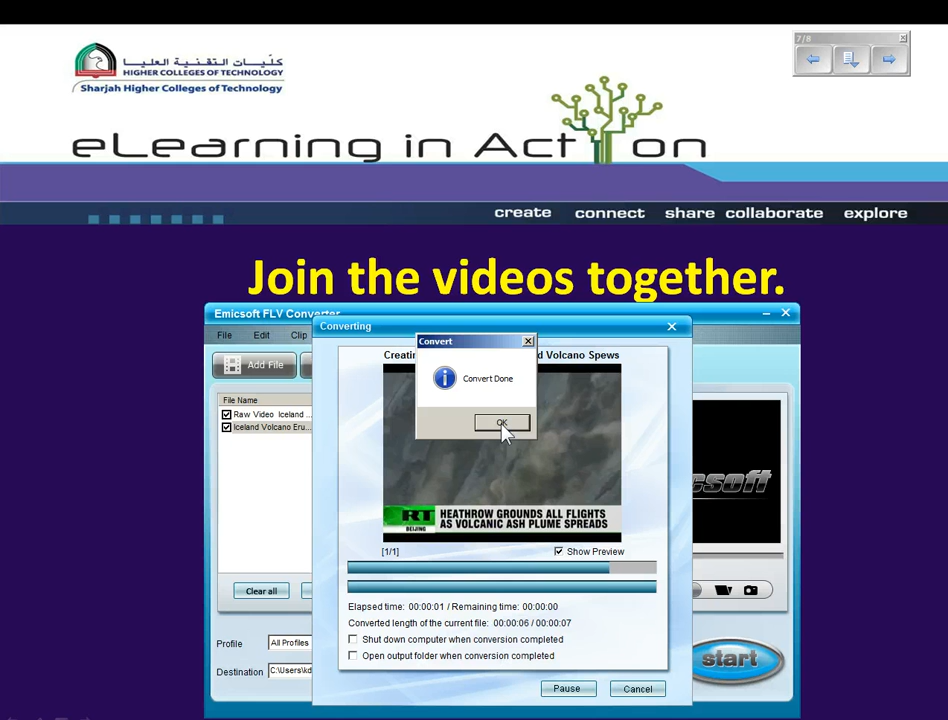 كليات التقنية العليا
HIGHER COLLEGES OF TECHNOLOGY
Sharjah Higher Colleges of Technology
7/8
eLearning in Action
create connect share collaborate explore
Join the videos together.
Emicsoft FLV Converter
File Edit Clip
Converting
Add File
Convert
Convert Done
OK
Volcano Spews
File Name
Raw Video Iceland ...
Iceland Volcano Eru...
csoft
RT
BEIJING
HEATHROW GROUNDS ALL FLIGHTS
AS VOLCANIC ASH PLUME SPREADS
[1/1]
Show Preview
Clear all
Elapsed time: 00:00:01 / Remaining time: 00:00:00
Converted length of the current file: 00:00:06 / 00:00:07
Shut down computer when conversion completed
Open output folder when conversion completed
Profile
All Profiles
Destination
C:\Users\kd
start
Pause
Cancel